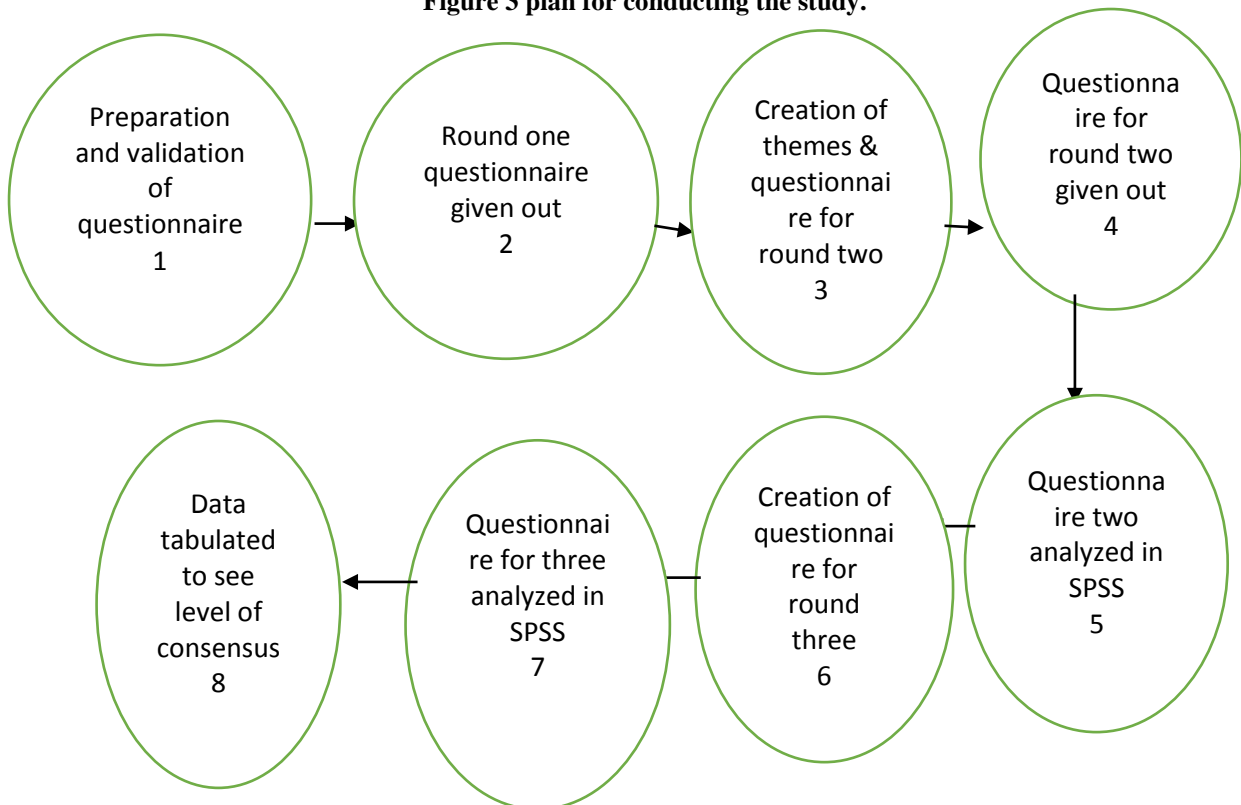 Figure 3 plan for conducting the study.
Preparation
and validation
of
questionnaire
1
Round one
questionnaire
given out
2
Creation of
themes &
questionnai
re for
round two
3
Questionna
ire for
round two
given out
4
Questionna
ire two
analyzed in
SPSS
5
Creation of
questionnai
re for
round
three
6
Questionnai
re for three
analyzed in
SPSS
7
Data
tabulated
to see
level of
consensus
8